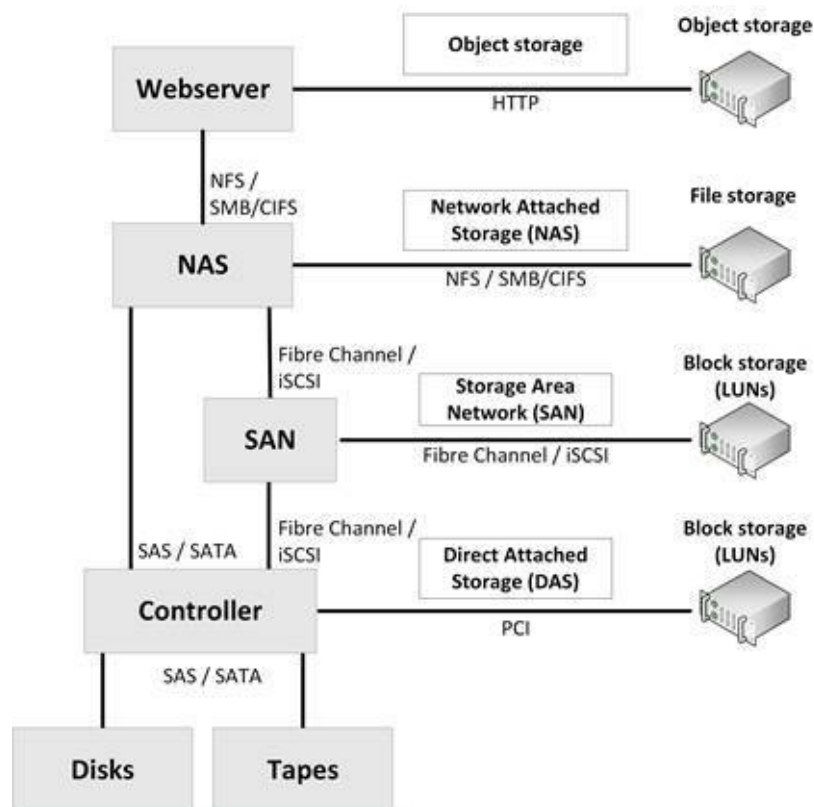 Object storage
Object storage
Webserver
HTTP
NFS /
SMB/CIFS
Network Attached
Storage (NAS)
File storage
NAS
NFS / SMB/CIFS
Fibre Channel /
iSCSI
Storage Area
Network (SAN)
Block storage
(LUNs)
SAN
Fibre Channel / iSCSI
Fibre Channel /
iSCSI
SAS / SATA
Direct Attached
Storage (DAS)
Block storage
(LUNs)
Controller
PCI
SAS / SATA
Disks
Tapes